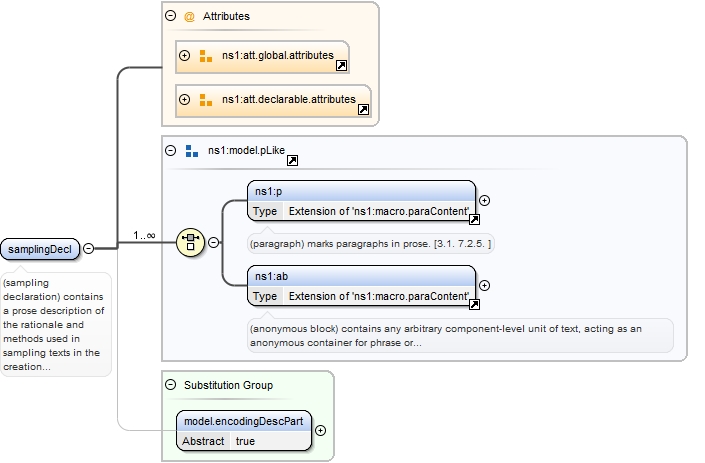 Attributes
ns1:att.global.attributes
ns1:att.declarable.attributes
ns1:model.pLike
ns1:p
Type Extension of 'ns1:macro.paraContent'
(paragraph) marks paragraphs in prose. [3.1. 7.2.5. ]
1..∞
samplingDecl
(sampling
declaration) contains
a prose description of
the rationale and
methods used in
sampling texts in the
creation...
ns1:ab
Type Extension of 'ns1:macro.paraContent'
(anonymous block) contains any arbitrary component-level unit of text, acting as an
anonymous container for phrase or...
Substitution Group
model.encodingDescPart
Abstract true